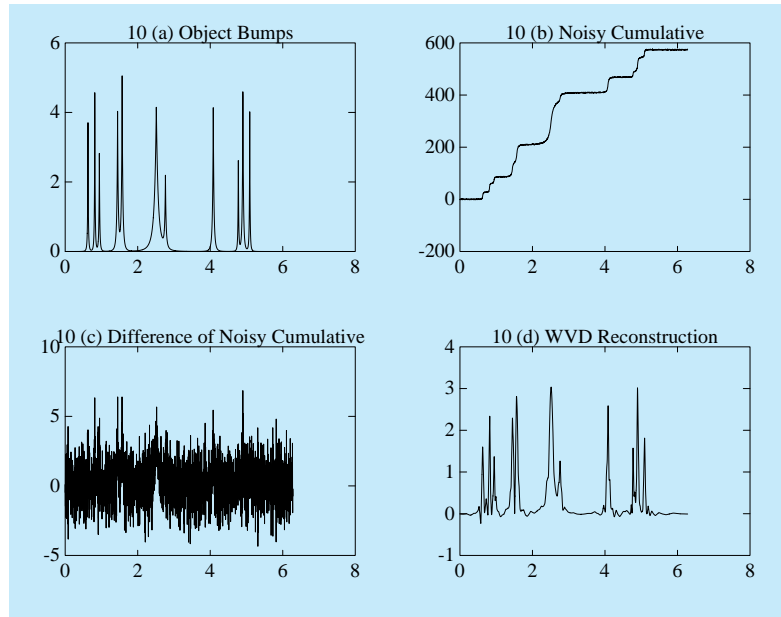 10 (a) Object Bumps
6
4
2
0
0 2 4 6 8
10 (b) Noisy Cumulative
600
400
200
0
-200
0 2 4 6 8
10 (c) Difference of Noisy Cumulative
10
5
0
-5
0 2 4 6 8
10 (d) WVD Reconstruction
4
3
2
1
0
-1
0 2 4 6 8